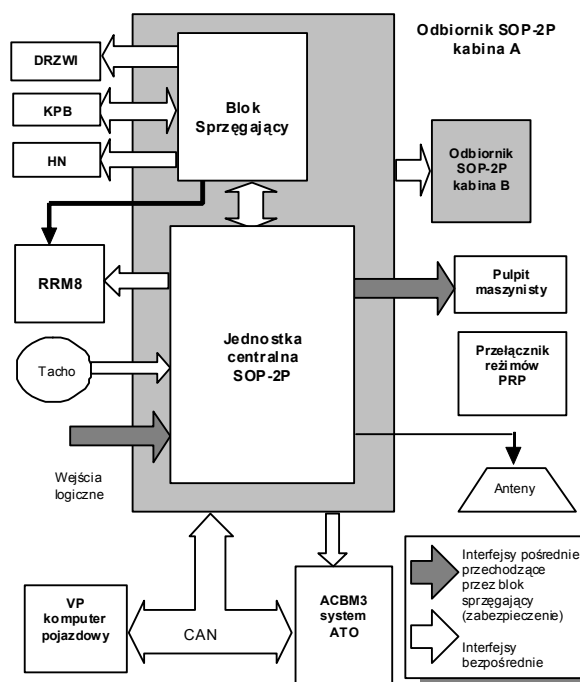 Odbiornik SOP-2P
kabina A
DRZWI
KPB
HN
Blok
Sprzęgający
Odbiornik
SOP-2P
kabina B
RRM8
Pulpit
maszynisty
Jednostka
centralna
SOP-2P
Przełącznik
reżimów
PRP
Tacho
Wejścia
logiczne
Anteny
VP
komputer
pojazdowy
CAN
ACBM3
system
ATO
Interfejsy pośrednie
przechodzące
przez blok
sprzęgający
(zabezpieczenie)
Interfejsy
bezpośrednie